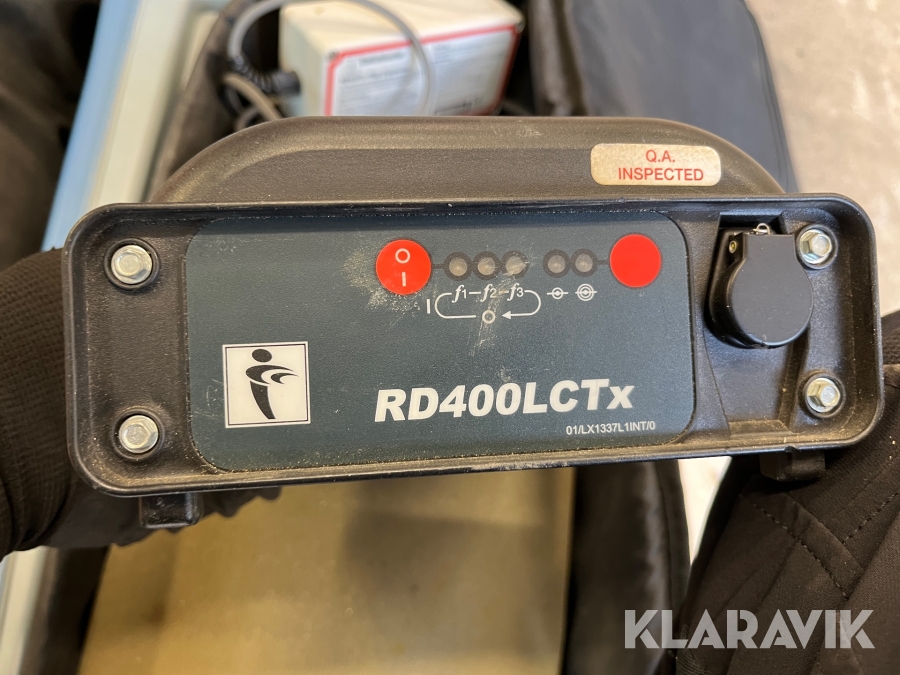 Q.A.
INSPECTED
O
I
f1-f2-f3
I
O
RD400LCTx
01/LX1337L1INT/0
KLARAVIK